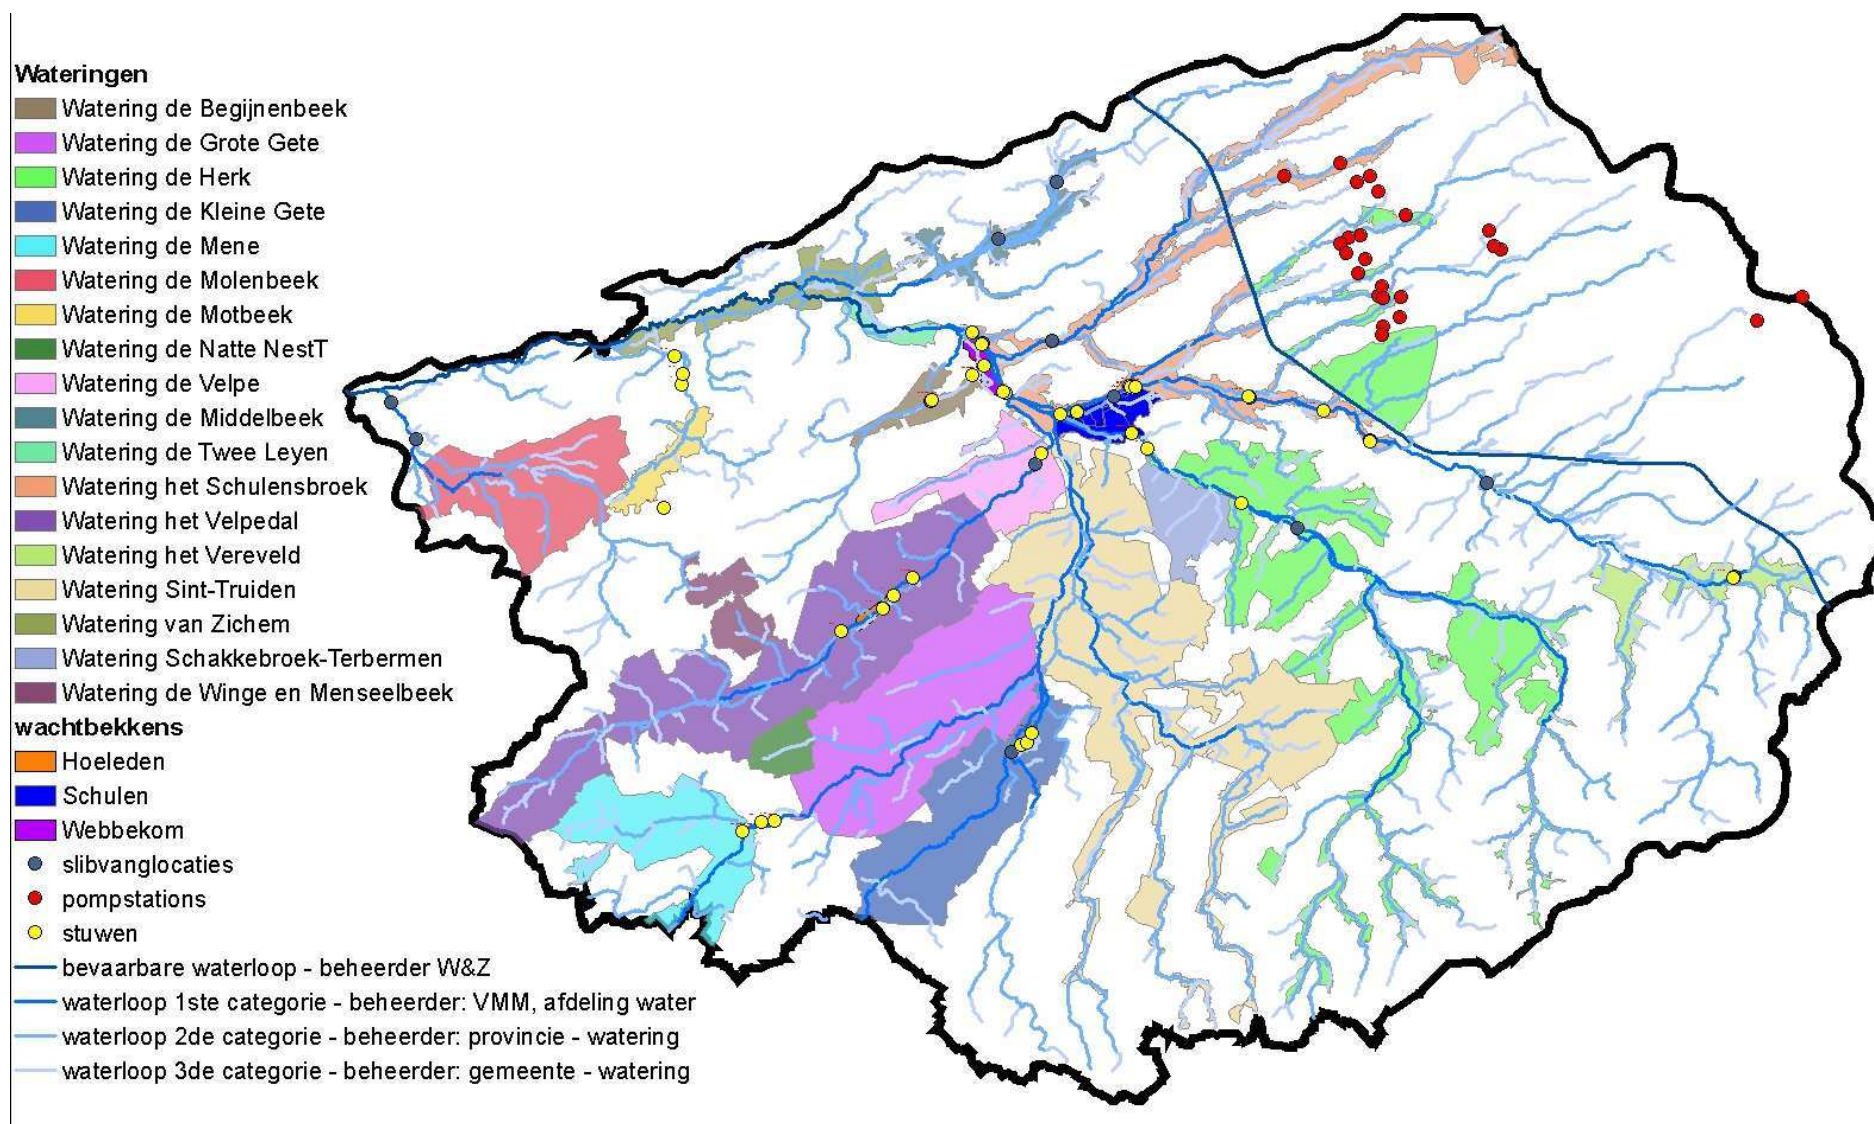 Wateringen
Watering de Begijnenbeek
Watering de Grote Gete
Watering de Herk
Watering de Kleine Gete
Watering de Mene
Watering de Molenbeek
Watering de Motbeek
Watering de Natte NestT
Watering de Velpe
Watering de Middelbeek
Watering de Twee Leyen
Watering het Schulensbroek
Watering het Velpedal
Watering het Vereveld
Watering Sint-Truiden
Watering van Zichem
Watering Schakkebroek-Terbermen
Watering de Winge en Menseelbeek
wachtbekkens
Hoeleden
Schulen
Webbekom
slibvanglocaties
pompstations
stuwen
bevaarbare waterloop - beheerder W&Z
waterloop 1ste categorie - beheerder: VMM, afdeling water
waterloop 2de categorie - beheerder: provincie - watering
waterloop 3de categorie - beheerder: gemeente - watering